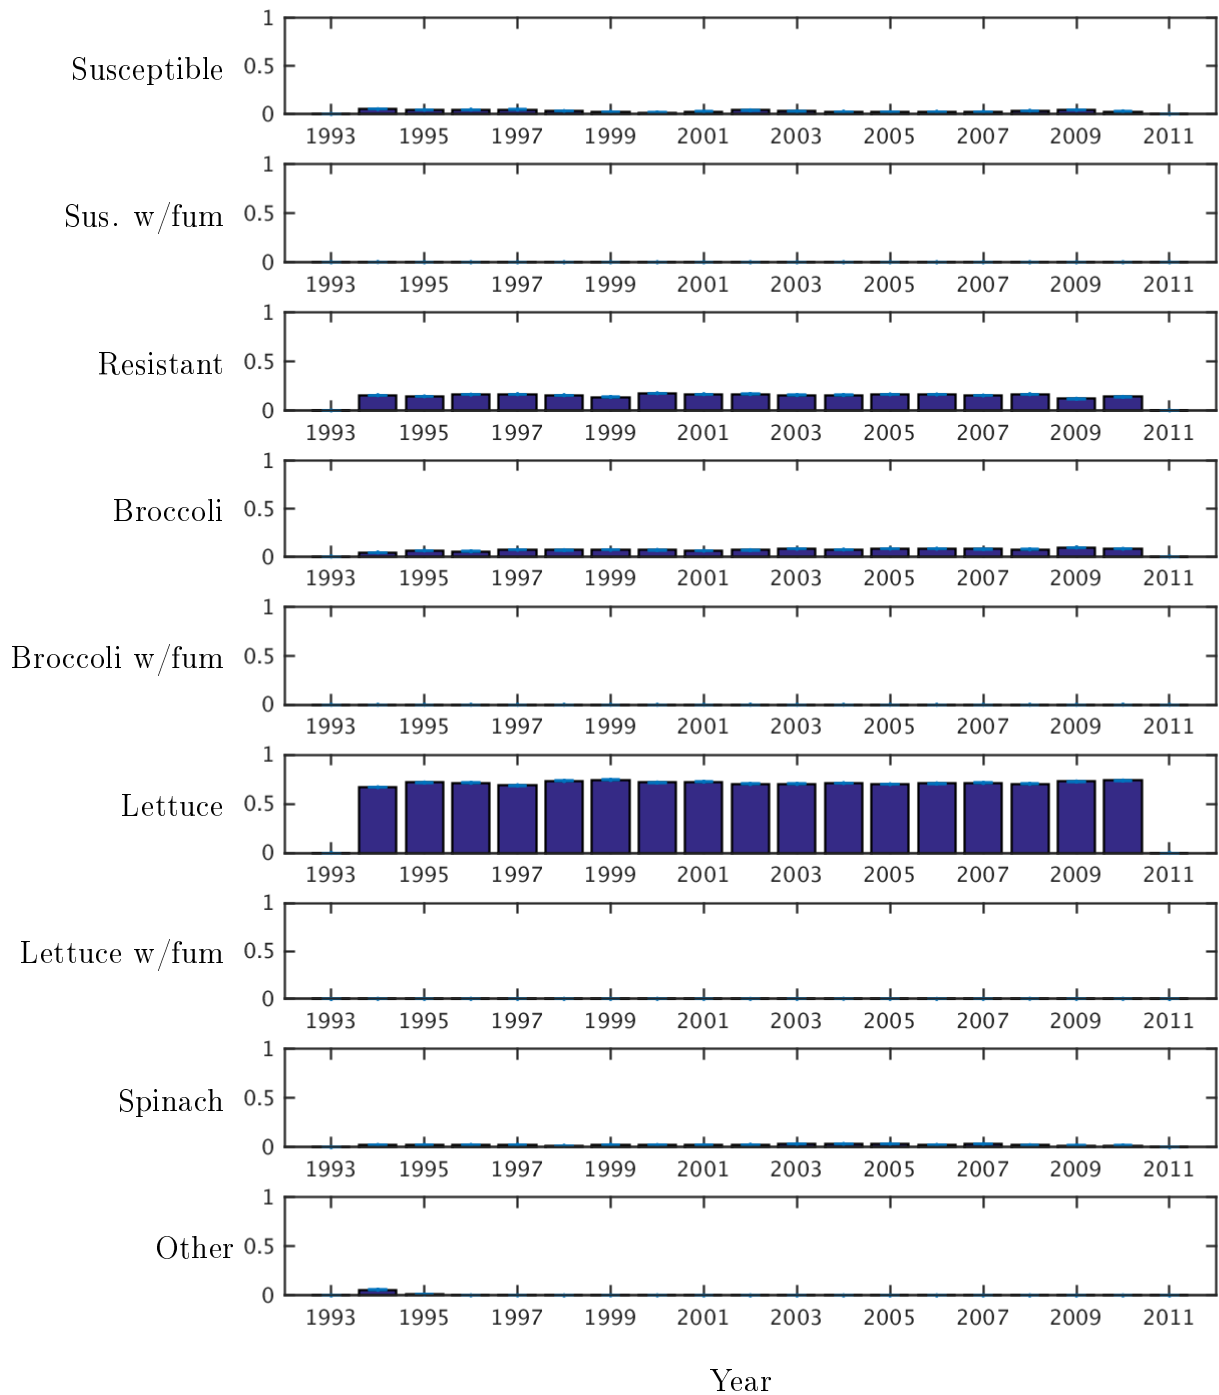 1
Susceptible 0.5
0
1993 1995 1997 1999 2001 2003 2005 2007 2009 2011
1
Sus. w/fum 0.5
0
1993 1995 1997 1999 2001 2003 2005 2007 2009 2011
1
Resistant 0.5
0
1993 1995 1997 1999 2001 2003 2005 2007 2009 2011
1
Broccoli 0.5
0
1993 1995 1997 1999 2001 2003 2005 2007 2009 2011
1
Broccoli w/fum 0.5
0
1993 1995 1997 1999 2001 2003 2005 2007 2009 2011
1
Lettuce 0.5
0
1993 1995 1997 1999 2001 2003 2005 2007 2009 2011
1
Lettuce w/fum 0.5
0
1993 1995 1997 1999 2001 2003 2005 2007 2009 2011
1
Spinach 0.5
0
1993 1995 1997 1999 2001 2003 2005 2007 2009 2011
1
Other 0.5
0
1993 1995 1997 1999 2001 2003 2005 2007 2009 2011
Year